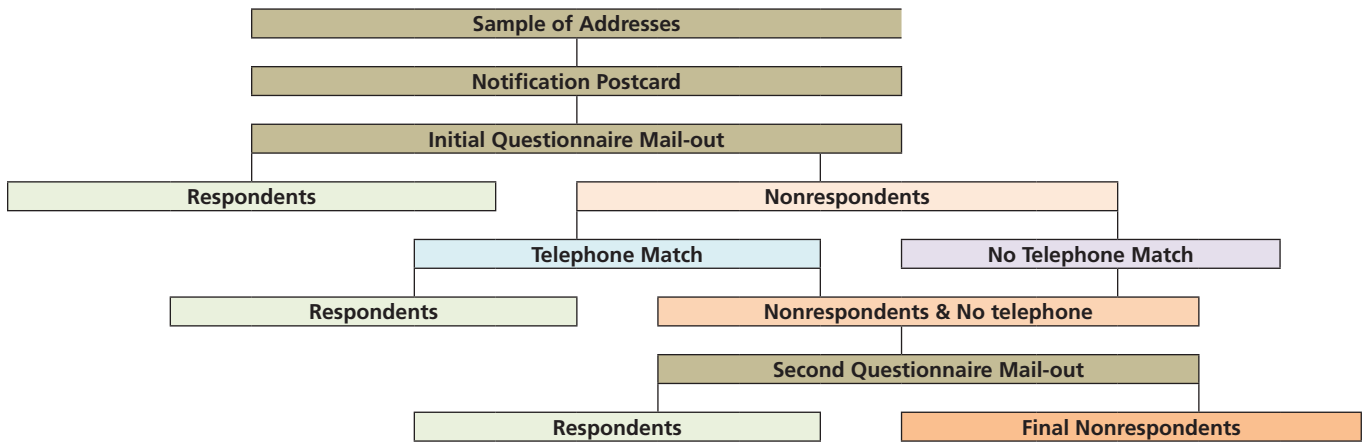 Sample of Addresses
Notification Postcard
Initial Questionnaire Mail-out
Respondents
Nonrespondents
Telephone Match
No Telephone Match
Respondents
Nonrespondents & No telephone
Second Questionnaire Mail-out
Respondents
Final Nonrespondents